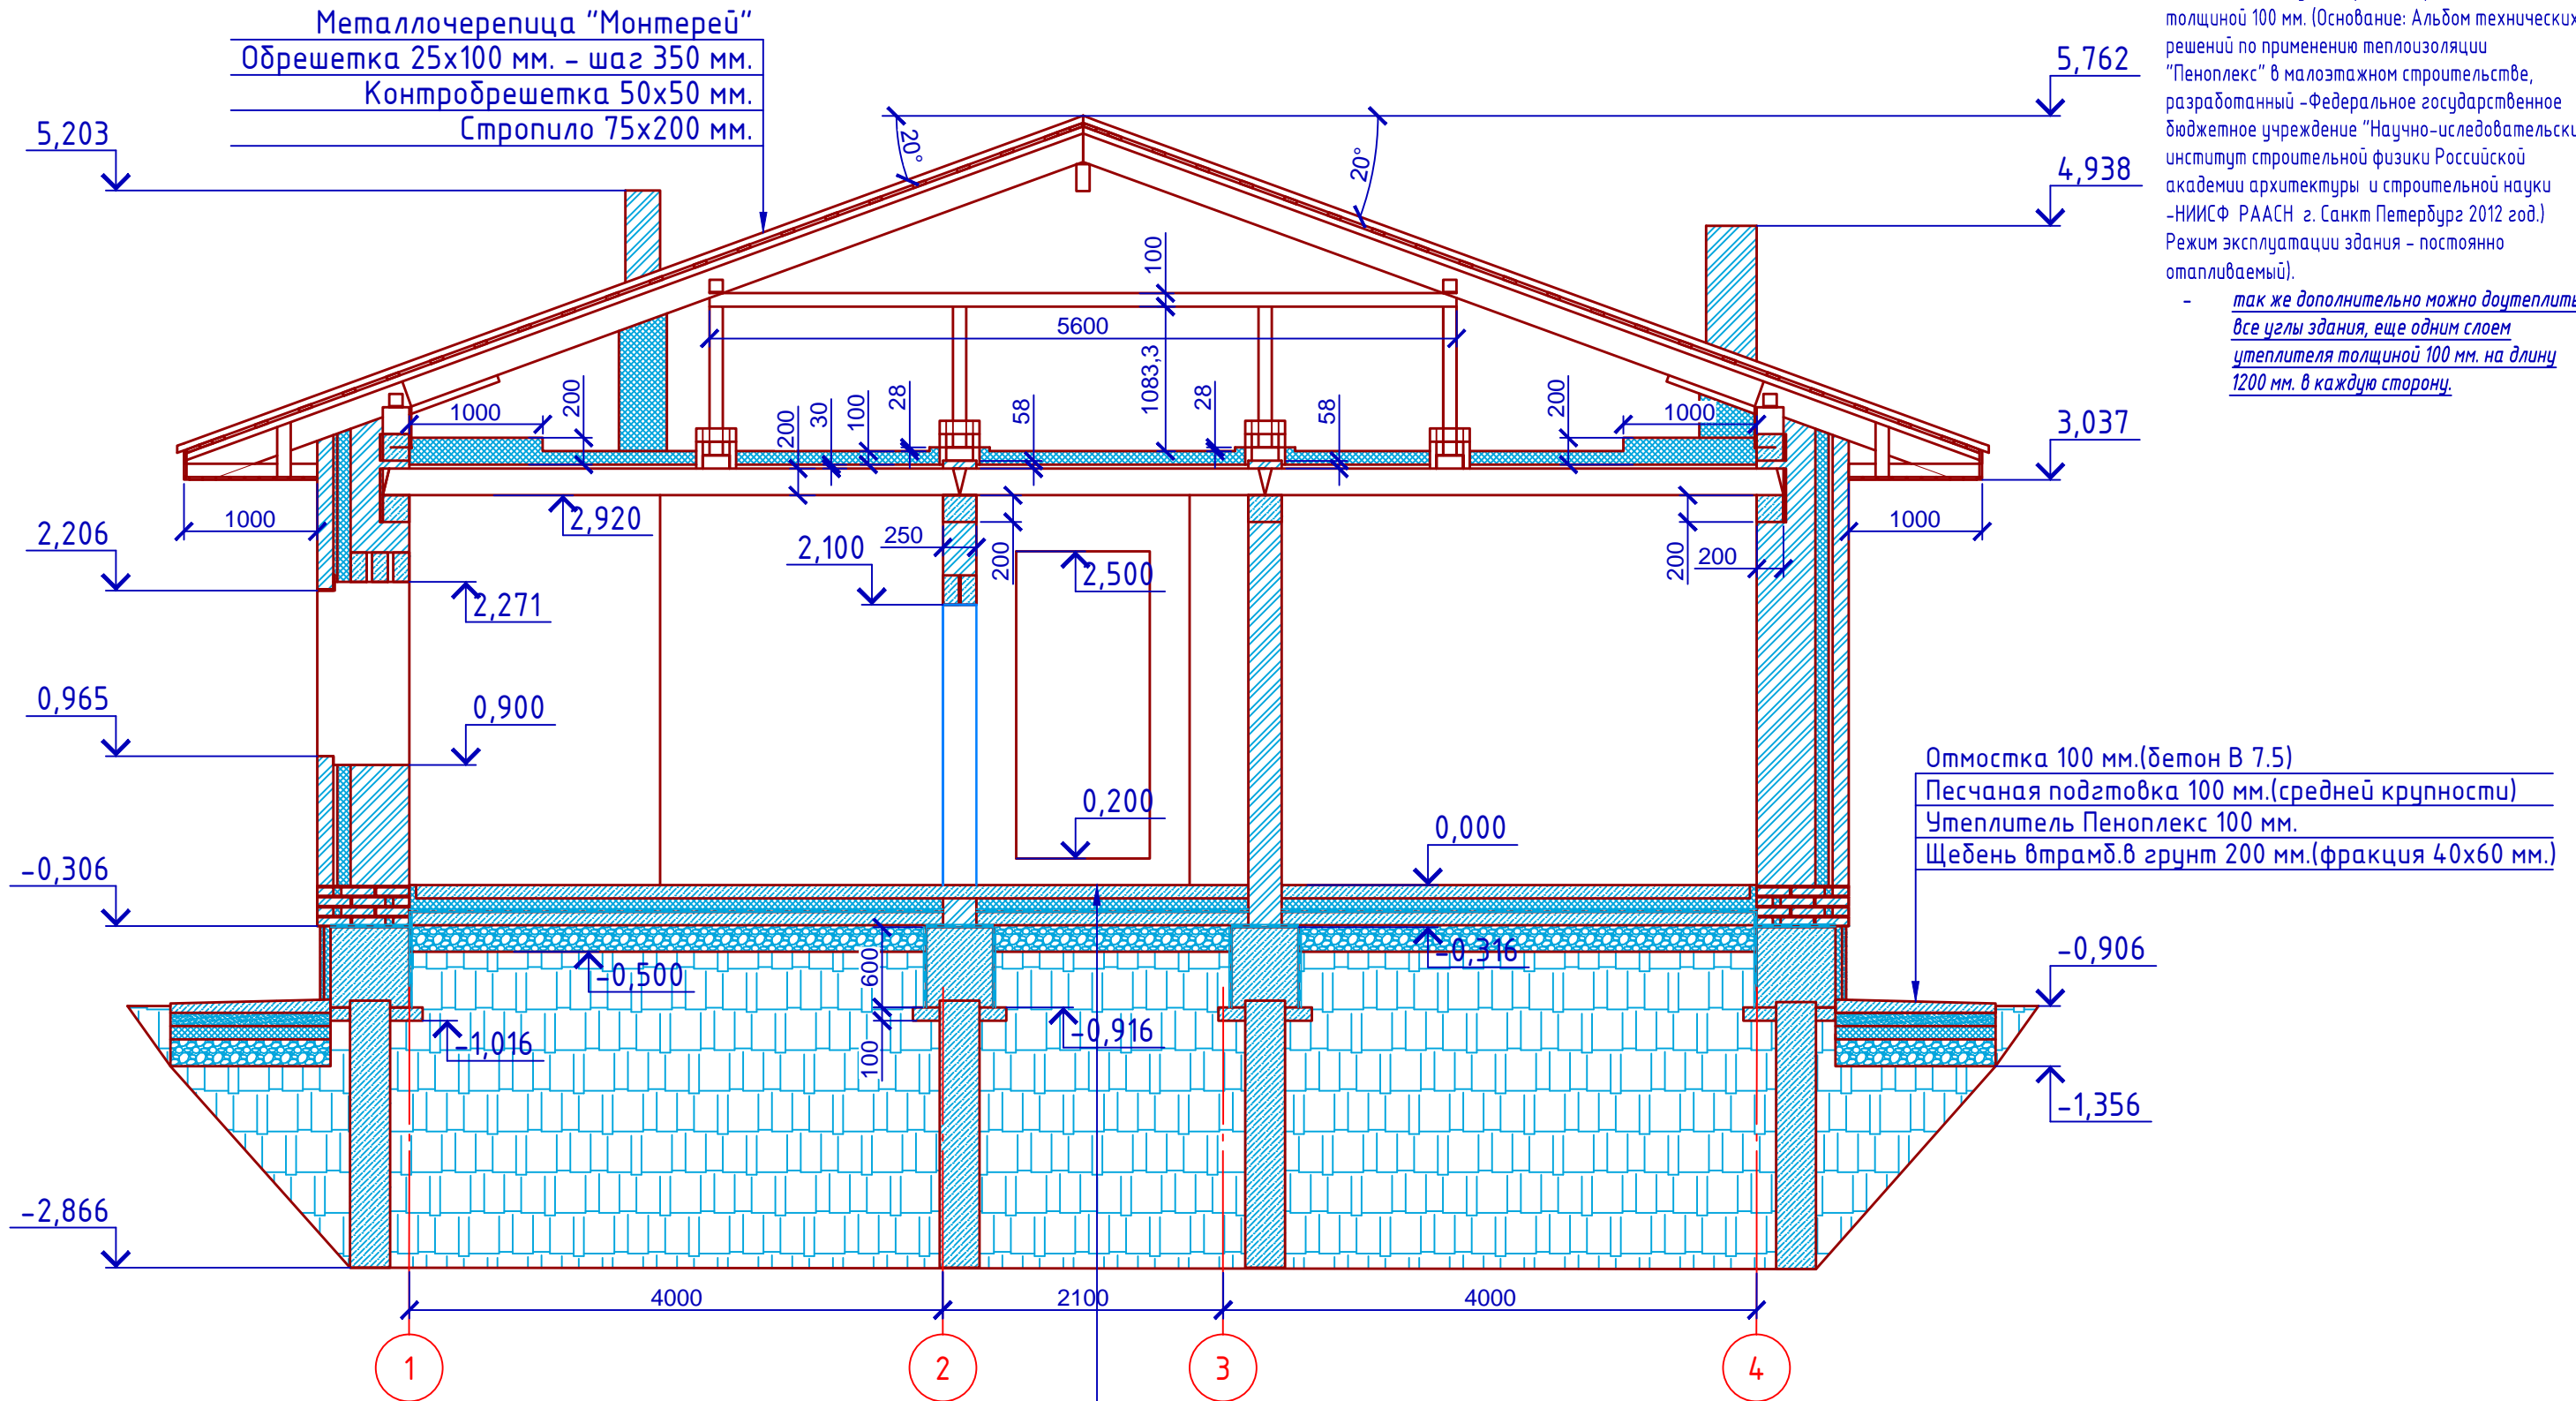 Металлочерепица "Монтерей"
Обрешетка 25х100 мм. - шаг 350 мм.
Контробрешетка 50х50 мм.
Стропило 75х200 мм.
толщиной 100 мм. (Основание: Альбом технических
решений по применению теплоизоляции
"Пеноплекс" в малоэтажном строительстве,
разработанный -Федеральное государственное
бюджетное учреждение "Научно-иследовательски
институт строительной физики Российской
академии архитектуры и строительной науки
-НИИСФ РААСН г. Санкт Петербург 2012 год.)
Режим эксплуатации здания - постоянно
отапливаемый).
- так же дополнительно можно доутеплить
все углы здания, еще одним слоем
утеплителя толщиной 100 мм. на длину
1200 мм. в каждую сторону.
5,203
5,762
4,938
3,037
20°
20°
100
5600
1083,3
1000
200
200
30
100
28
58
28
58
200
1000
1000
1000
2,206
2,920
2,271
250
2,100
200
2,500
200
200
0,965
0,900
0,200
0,000
Отмостка 100 мм.(бетон В 7.5)
Песчаная подгтовка 100 мм.(средней крупности)
Утеплитель Пеноплекс 100 мм.
Щебень втрамб.в грунт 200 мм.(фракция 40х60 мм.)
-0,306
-0,500
600
-0,316
-0,906
-1,016
100
-0,916
-1,356
-2,866
4000
2100
4000
1
2
3
4